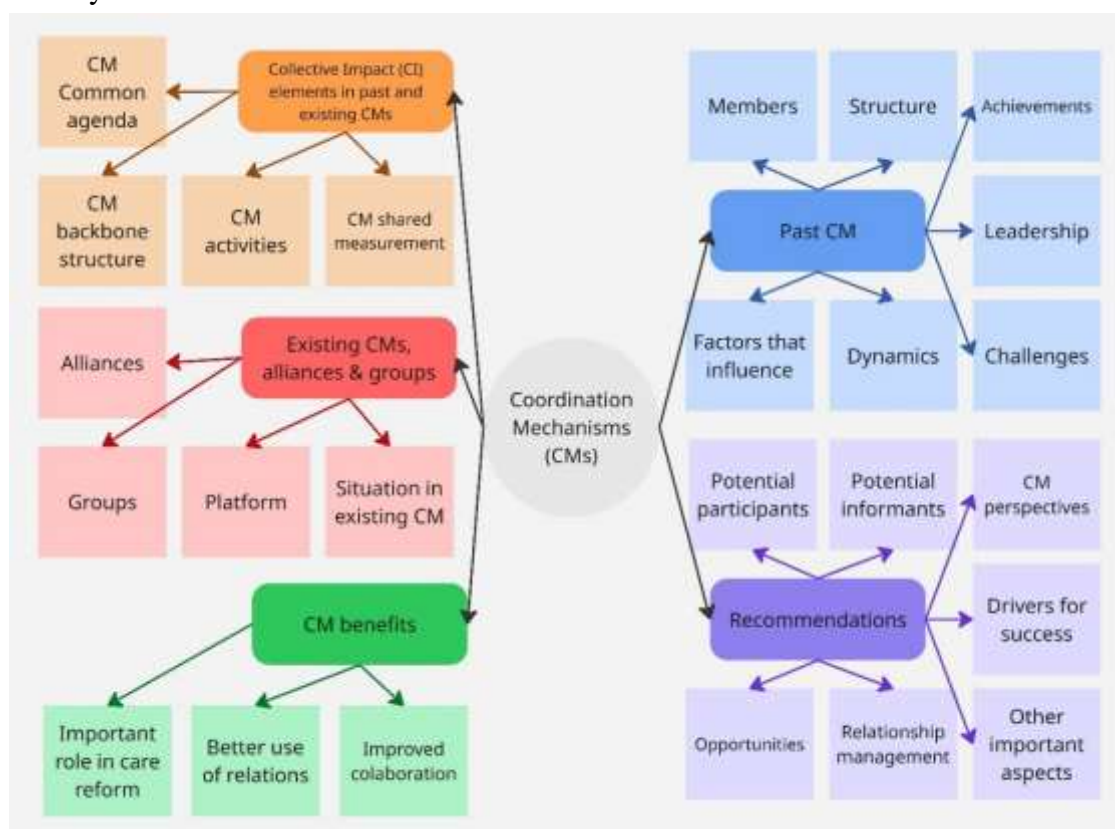 CM
Common
agenda
Collective Impact (CI)
elements in past and
existing CMs
CM
backbone
structure
CM
activities
CM shared
measurement
Alliances
Existing CMs,
alliances & groups
Groups
Platform
Situation in
existing CM
CM benefits
Important
role in care
reform
Better use
of relations
Improved
colaboration
Coordination
Mechanisms
(CMs)
Members
Structure
Achievements
Past CM
Leadership
Factors that
influence
Dynamics
Challenges
Potential
participants
Potential
informants
CM
perspectives
Recommendations
Drivers for
success
Opportunities
Relationship
management
Other
important
aspects